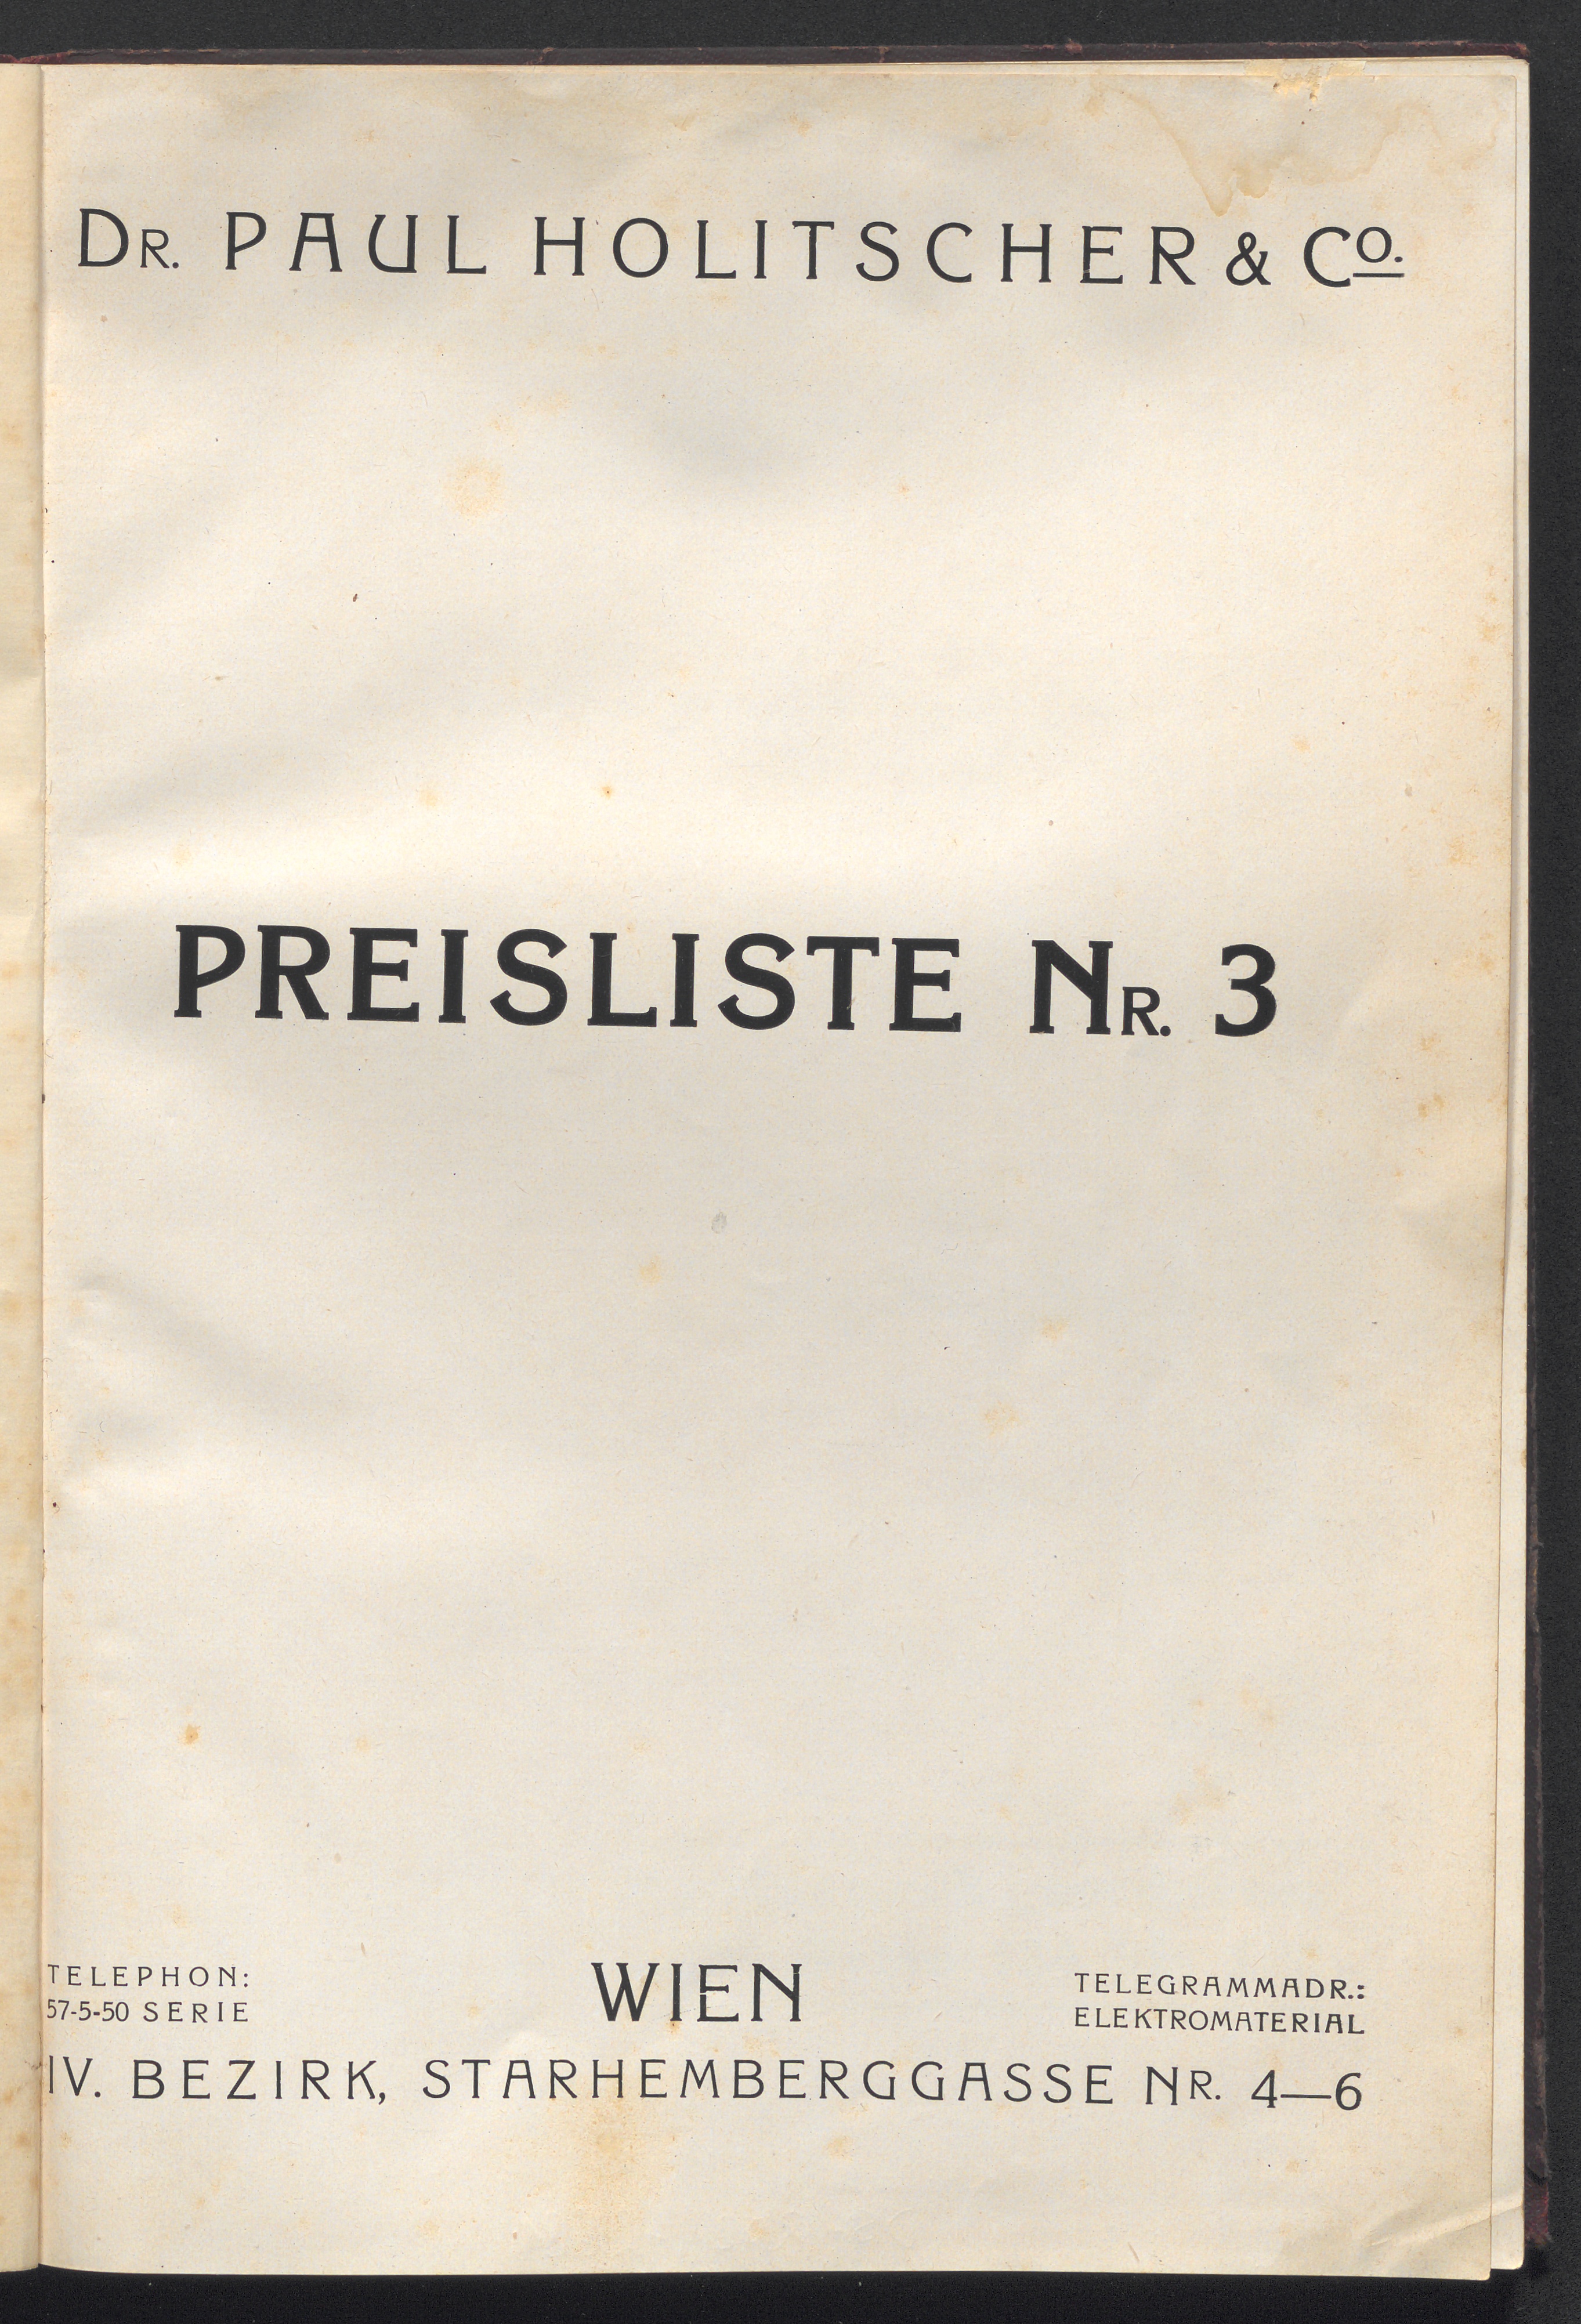 DR. PAUL HOLITSCHER & CO.
PREISLISTE NR. 3
TELEPHON:
57-5-50 SERIE
WIEN
TELEGRAMMADR.:
ELEKTROMATERIAL
IV. BEZIRK, STARHEMBERGGASSE NR. 4—6